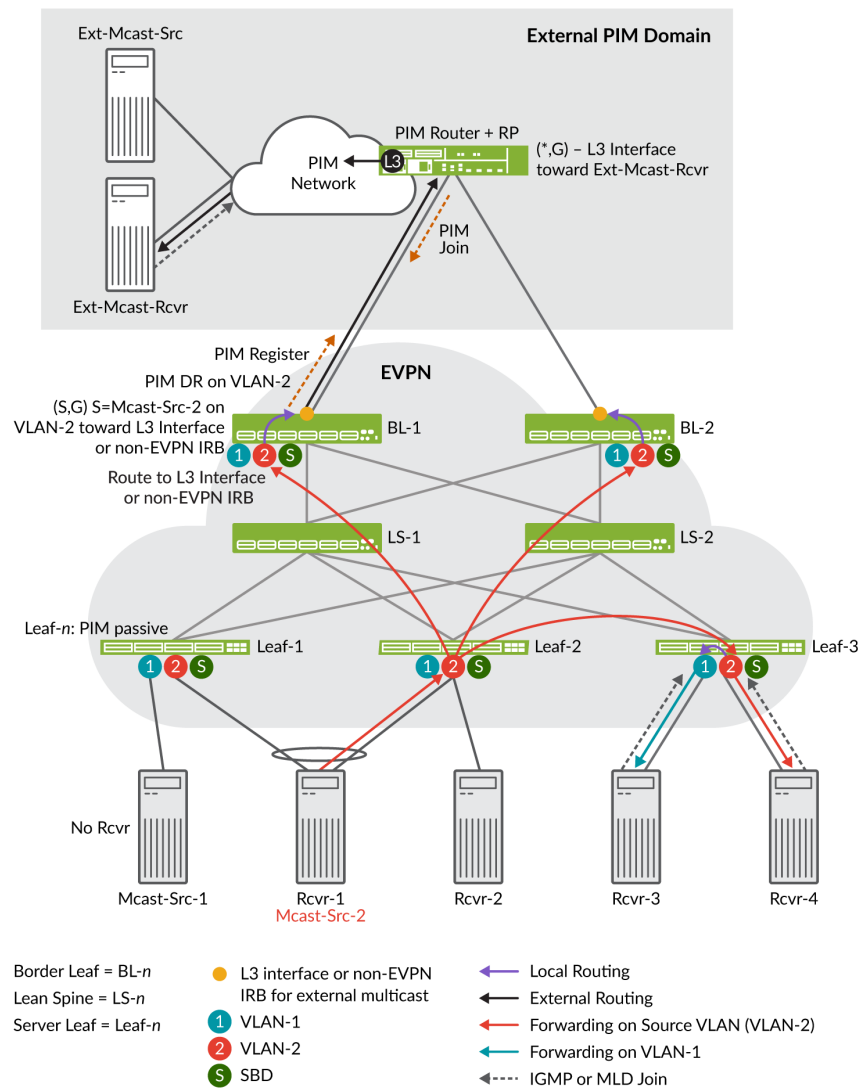 Ext-Mcast-Src
External PIM Domain
PIM Router + RP
L3
PIM
Network
(*,G) – L3 Interface
toward Ext-Mcast-Rcvr
PIM
Join
Ext-Mcast-Rcvr
PIM Register
EVPN
PIM DR on VLAN-2
(S,G) S=Mcast-Src-2 on
VLAN-2 toward L3 Interface
or non-EVPN IRB
BL-1
BL-2
1 2 S
1 2 S
Route to L3 Interface
or non-EVPN IRB
LS-1
LS-2
Leaf-n: PIM passive
Leaf-1
Leaf-2
Leaf-3
1 2 S
1 2 S
1 2 S
No Rcvr
Mcast-Src-1
Rcvr-1
Mcast-Src-2
Rcvr-2
Rcvr-3
Rcvr-4
Border Leaf = BL-n
Lean Spine = LS-n
Server Leaf = Leaf-n
L3 interface or non-EVPN
IRB for external multicast
1 VLAN-1
2 VLAN-2
S SBD
Local Routing
External Routing
Forwarding on Source VLAN (VLAN-2)
Forwarding on VLAN-1
IGMP or MLD Join